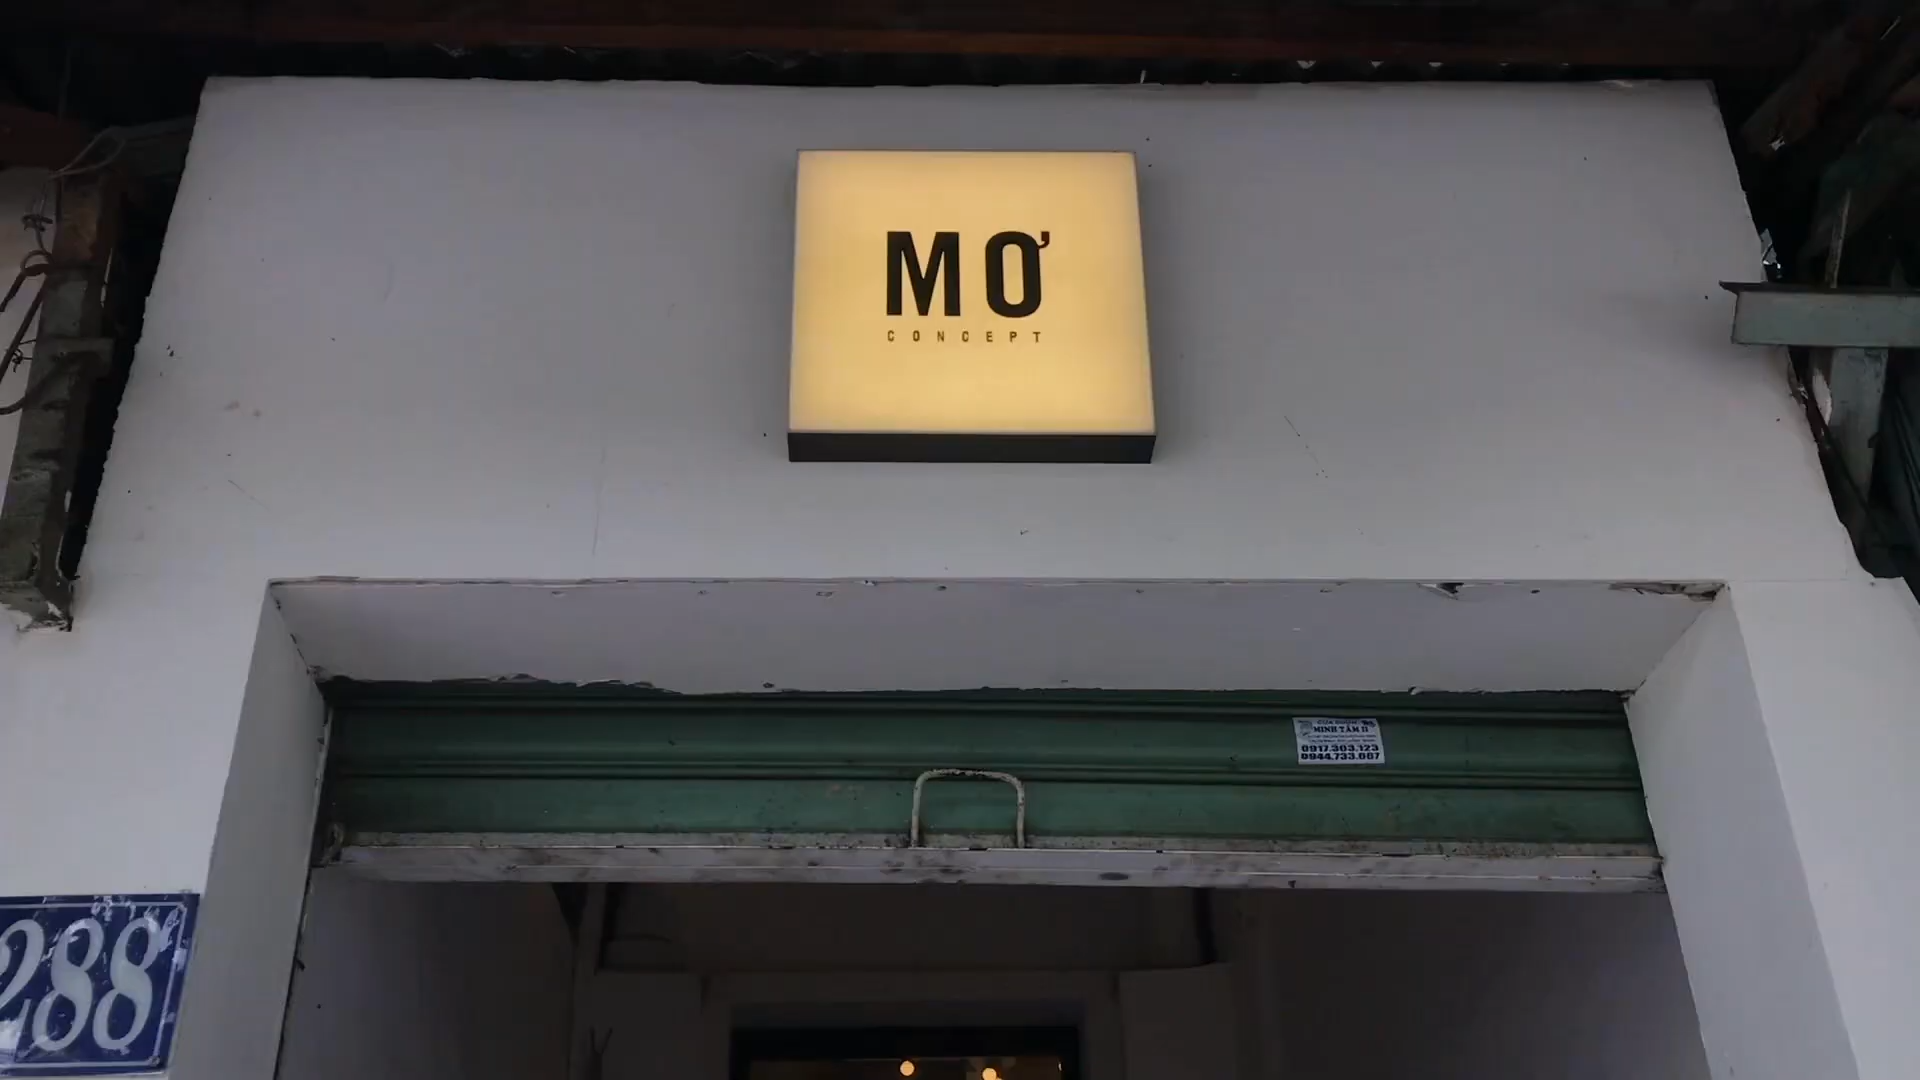 MƠ
CONCEPT
MINH TÂM II
0917.303.123
0944.733.667
288